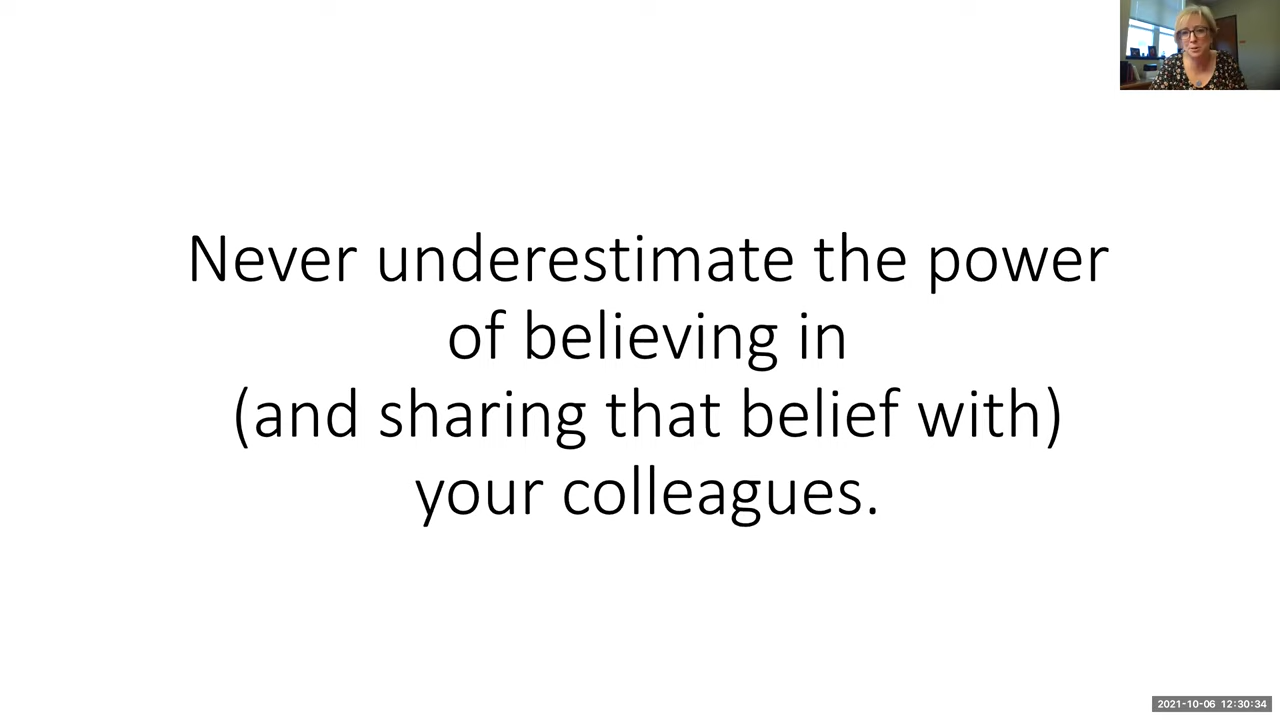 Never underestimate the power
of believing in
(and sharing that belief with)
your colleagues.
2021-10-06 12:30:34